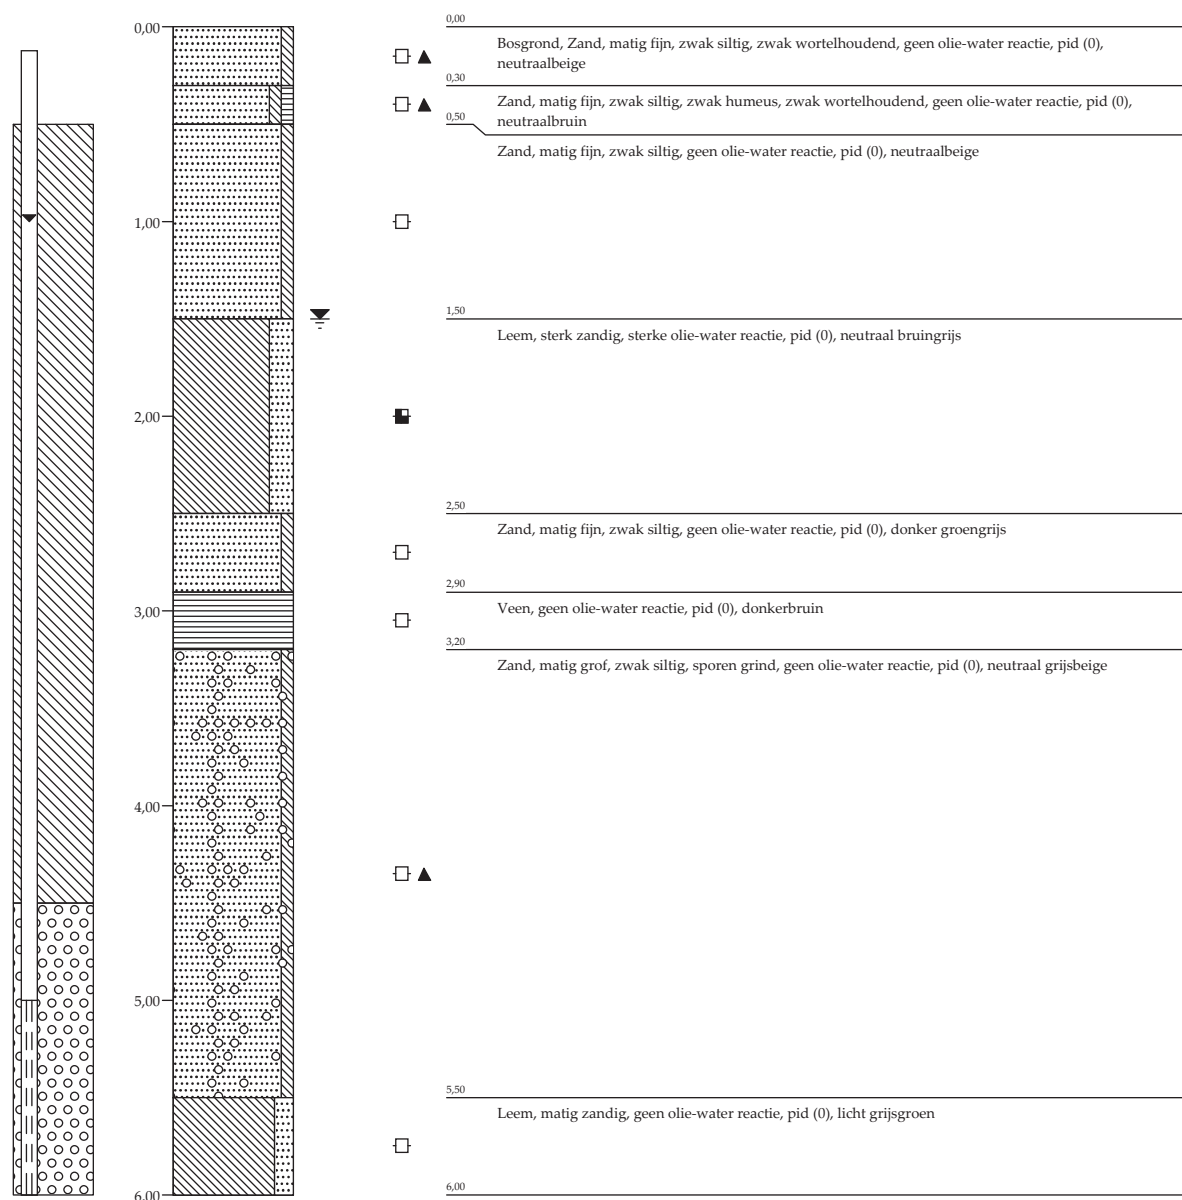 0,00
0,00
Bosgrond, Zand, matig fijn, zwak siltig, zwak wortelhoudend, geen olie-water reactie, pid (0),
neutraalbeige
0,30
Zand, matig fijn, zwak siltig, zwak humeus, zwak wortelhoudend, geen olie-water reactie, pid (0),
neutraalbruin
0,50
Zand, matig fijn, zwak siltig, geen olie-water reactie, pid (0), neutraalbeige
1,00
1,50
Leem, sterk zandig, sterke olie-water reactie, pid (0), neutraal bruingrijs
2,00
2,50
Zand, matig fijn, zwak siltig, geen olie-water reactie, pid (0), donker groengrijs
2,90
Veen, geen olie-water reactie, pid (0), donkerbruin
3,00
3,20
Zand, matig grof, zwak siltig, sporen grind, geen olie-water reactie, pid (0), neutraal grijsbeige
4,00
5,00
5,50
Leem, matig zandig, geen olie-water reactie, pid (0), licht grijsgroen
6,00
6,00